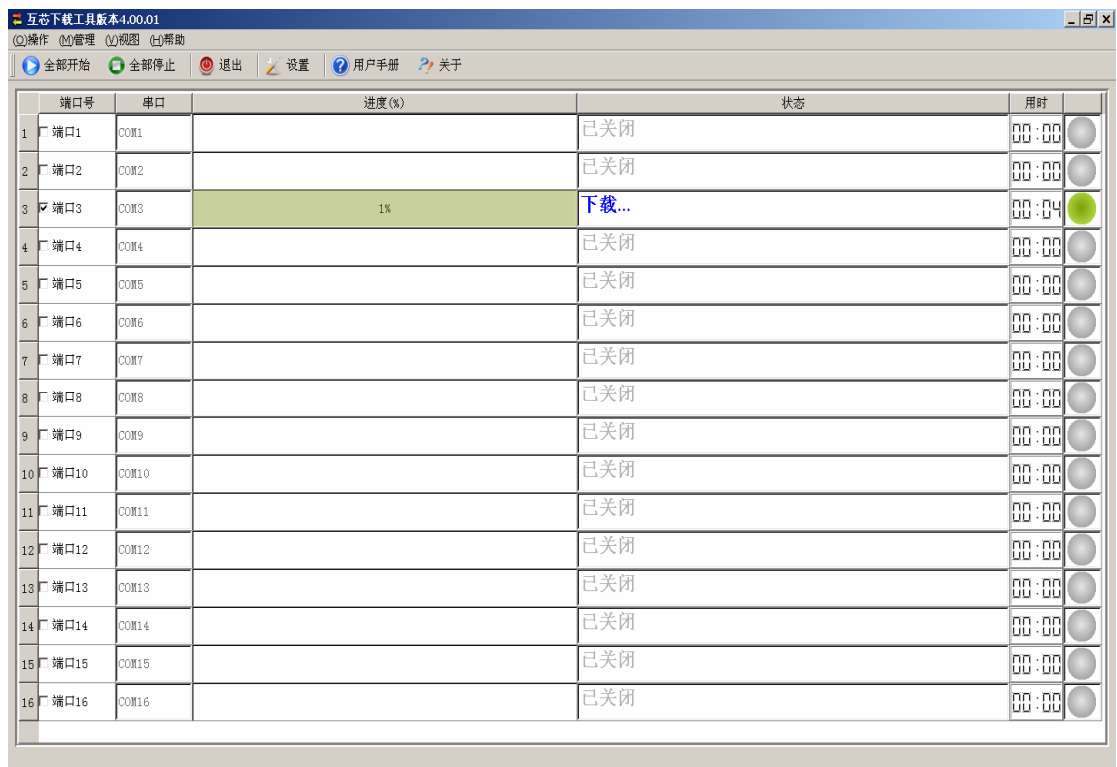 互芯下载工具版本4.00.01
(O)操作 (M)管理 (V)视图 (H)帮助
全部开始 全部停止 退出 设置 用户手册 关于
端口号 串口 进度(%) 状态 用时
1 端口1 COM1 已关闭 00:00
2 端口2 COM2 已关闭 00:00
3 端口3 COM3 1% 下载... 00:04
4 端口4 COM4 已关闭 00:00
5 端口5 COM5 已关闭 00:00
6 端口6 COM6 已关闭 00:00
7 端口7 COM7 已关闭 00:00
8 端口8 COM8 已关闭 00:00
9 端口9 COM9 已关闭 00:00
10 端口10 COM10 已关闭 00:00
11 端口11 COM11 已关闭 00:00
12 端口12 COM12 已关闭 00:00
13 端口13 COM13 已关闭 00:00
14 端口14 COM14 已关闭 00:00
15 端口15 COM15 已关闭 00:00
16 端口16 COM16 已关闭 00:00